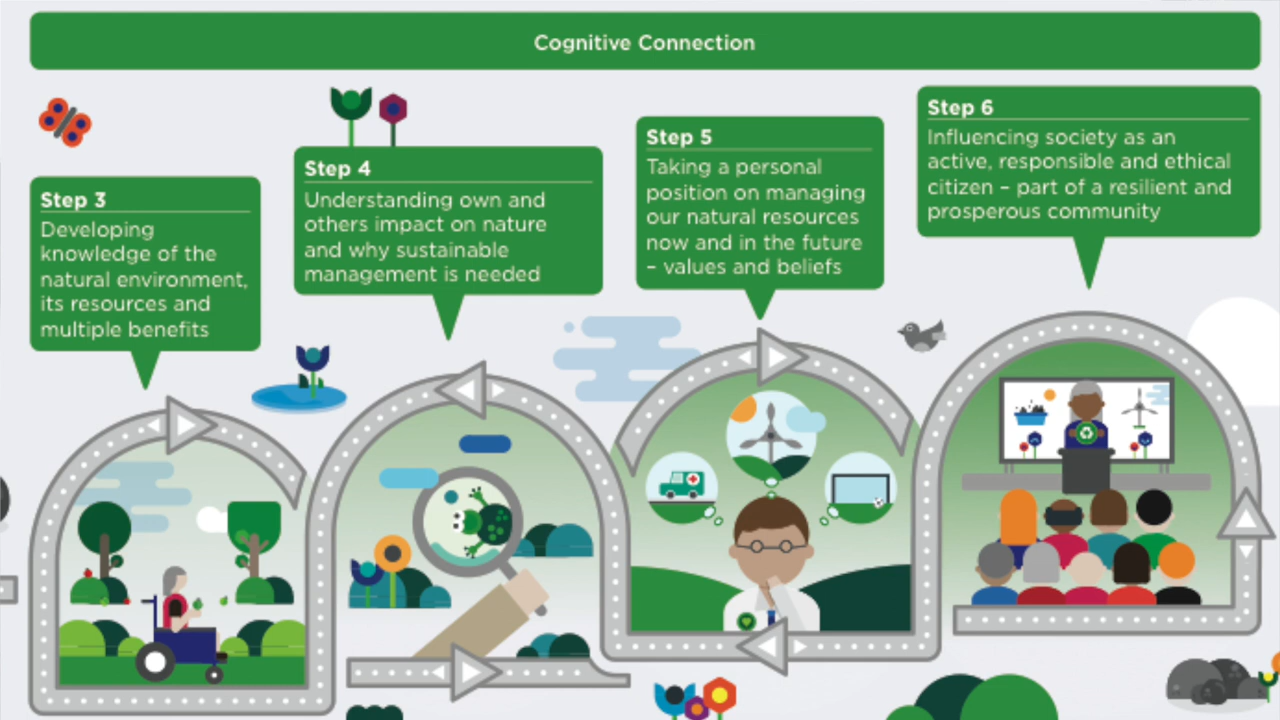 Cognitive Connection
Step 3
Developing
knowledge of the
natural environment,
its resources and
multiple benefits
Step 4
Understanding own and
others impact on nature
and why sustainable
management is needed
Step 5
Taking a personal
position on managing
our natural resources
now and in the future
– values and beliefs
Step 6
Influencing society as an
active, responsible and ethical
citizen – part of a resilient and
prosperous community